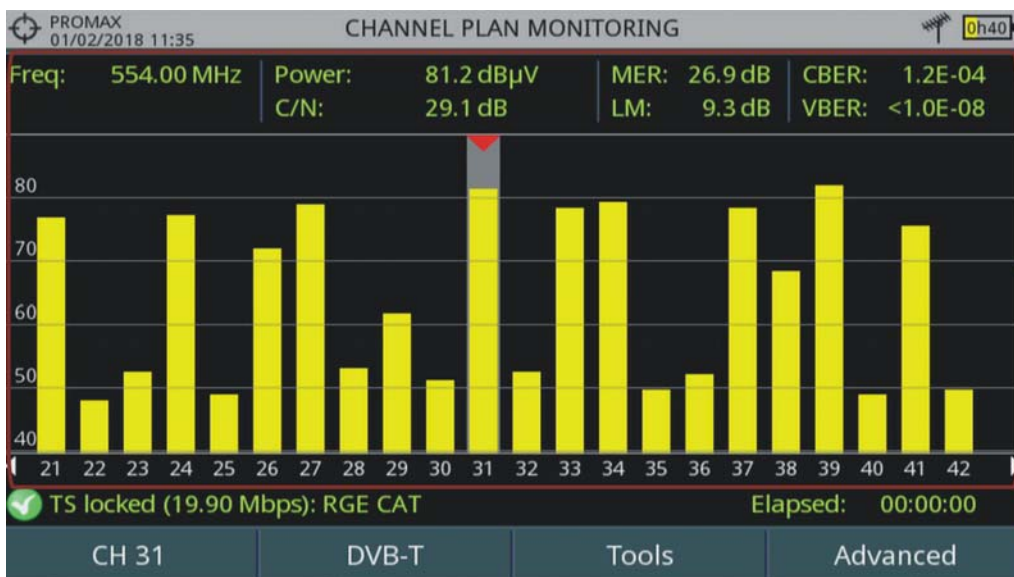 PROMAX
01/02/2018 11:35
CHANNEL PLAN MONITORING
0h40
Freq: 554.00 MHz Power: 81.2 dBµV MER: 26.9 dB CBER: 1.2E-04
C/N: 29.1 dB LM: 9.3 dB VBER: <1.0E-08
80
70
60
50
40
21 22 23 24 25 26 27 28 29 30 31 32 33 34 35 36 37 38 39 40 41 42
TS locked (19.90 Mbps): RGE CAT Elapsed: 00:00:00
CH 31 DVB-T Tools Advanced